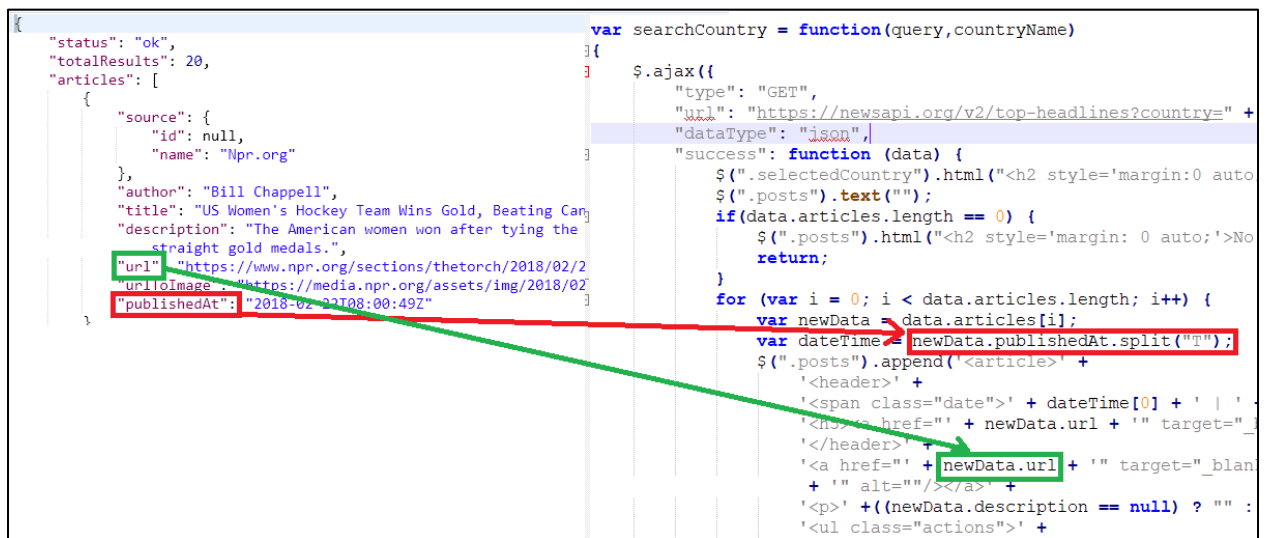 {
"status": "ok",
"totalResults": 20,
"articles": [
{
"source": {
"id": null,
"name": "Npr.org"
},
"author": "Bill Chappell",
"title": "US Women's Hockey Team Wins Gold, Beating Can
"description": "The American women won after tying the
straight gold medals.",
"url": "https://www.npr.org/sections/thetorch/2018/02/2
"urlToImage": "https://media.npr.org/assets/img/2018/02
"publishedAt": "2018-02-22T08:00:49Z"
}
var searchCountry = function(query,countryName)
{
$.ajax({
"type": "GET",
"url": "https://newsapi.org/v2/top-headlines?country=" +
"dataType": "json",
"success": function (data) {
$(".selectedCountry").html("<h2 style='margin:0 auto
$(".posts").text("");
if(data.articles.length == 0) {
$(".posts").html("<h2 style='margin: 0 auto;'>No
return;
}
for (var i = 0; i < data.articles.length; i++) {
var newData = data.articles[i];
var dateTime = newData.publishedAt.split("T");
$(".posts").append('<article>' +
'<header>' +
'<span class="date">' + dateTime[0] + ' | ' +
'<h3><a href="' + newData.url + '" target="_b
'</header>' +
'<a href="' + newData.url + '" target="_blan
+ '" alt=""/></a>' +
'<p>' +((newData.description == null) ? "" :
'<ul class="actions">' +